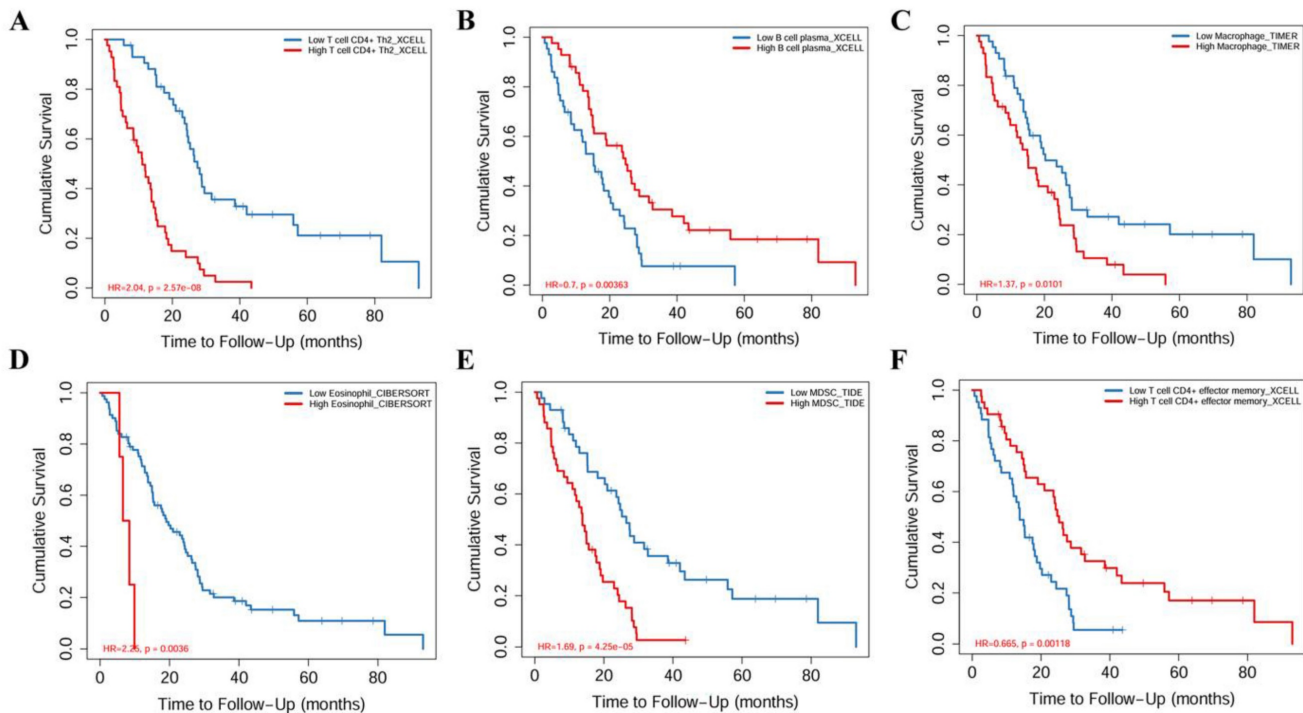 A
Low T cell CD4+ Th2_XCELL
High T cell CD4+ Th2_XCELL
Cumulative Survival
0.0 0.2 0.4 0.6 0.8 1.0
HR=2.04, p = 2.57e-08
0 20 40 60 80
Time to Follow-Up (months)
B
Low B cell plasma_XCELL
High B cell plasma_XCELL
Cumulative Survival
0.0 0.2 0.4 0.6 0.8 1.0
HR=0.7, p = 0.00363
0 20 40 60 80
Time to Follow-Up (months)
C
Low Macrophage_TIMER
High Macrophage_TIMER
Cumulative Survival
0.0 0.2 0.4 0.6 0.8 1.0
HR=1.37, p = 0.0101
0 20 40 60 80
Time to Follow-Up (months)
D
Low Eosinophil_CIBERSORT
High Eosinophil_CIBERSORT
Cumulative Survival
0.0 0.2 0.4 0.6 0.8 1.0
p = 0.0036
0 20 40 60 80
Time to Follow-Up (months)
E
Low MDSC_TIDE
High MDSC_TIDE
Cumulative Survival
0.0 0.2 0.4 0.6 0.8 1.0
HR=1.69, p = 4.25e-05
0 20 40 60 80
Time to Follow-Up (months)
F
Low T cell CD4+ effector memory_XCELL
High T cell CD4+ effector memory_XCELL
Cumulative Survival
0.0 0.2 0.4 0.6 0.8 1.0
HR=0.665, p = 0.00118
0 20 40 60 80
Time to Follow-Up (months)